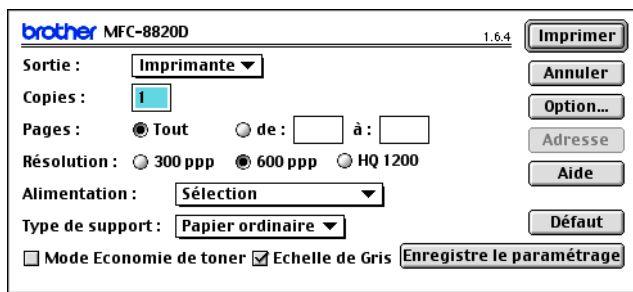 brother MFC-8820D 1.6.4 Imprimer
Sortie : Imprimante Annuler
Copies : 1 Option...
Pages : Tout de : à : Adresse
Résolution : 300 ppp 600 ppp HQ 1200 Aide
Alimentation : Sélection
Type de support : Papier ordinaire Défaut
Mode Economie de toner Echelle de Gris Enregistre le paramétrage